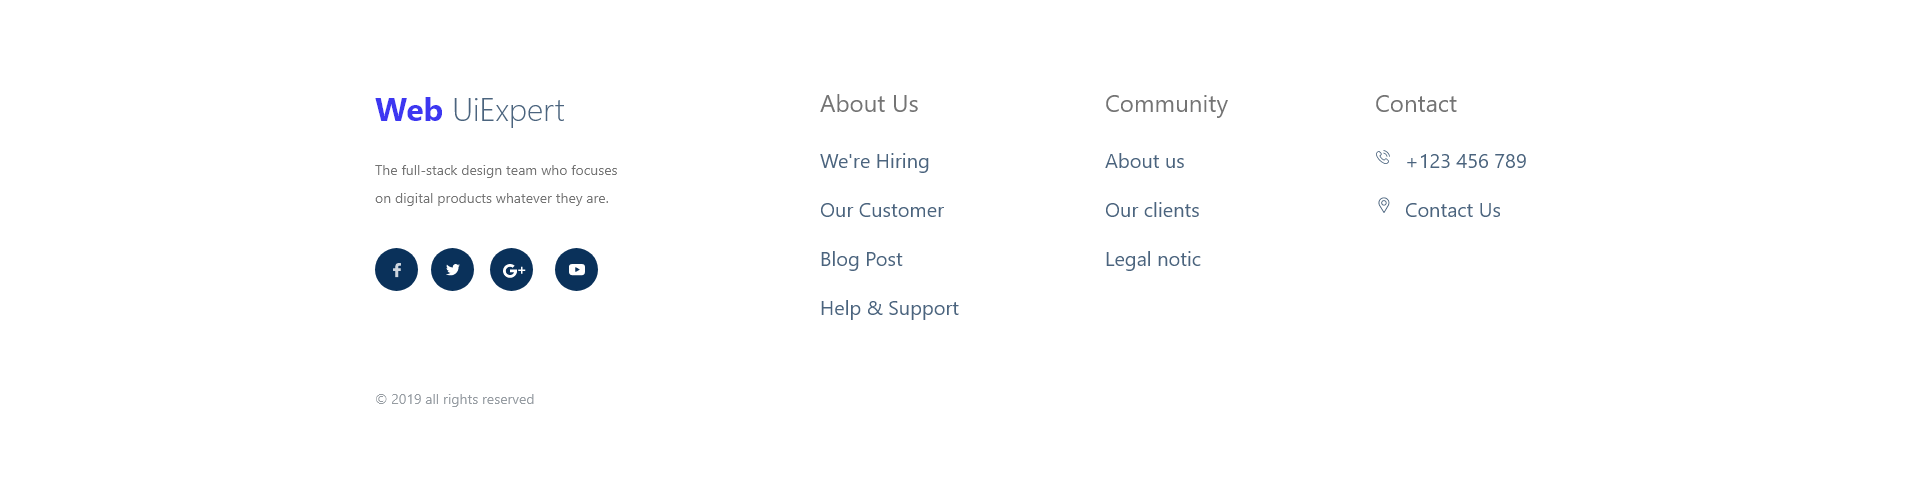 Web UiExpert
The full-stack design team who focuses
on digital products whatever they are.
© 2019 all rights reserved
About Us
We're Hiring
Our Customer
Blog Post
Help & Support
Community
About us
Our clients
Legal notic
Contact
+123 456 789
Contact Us